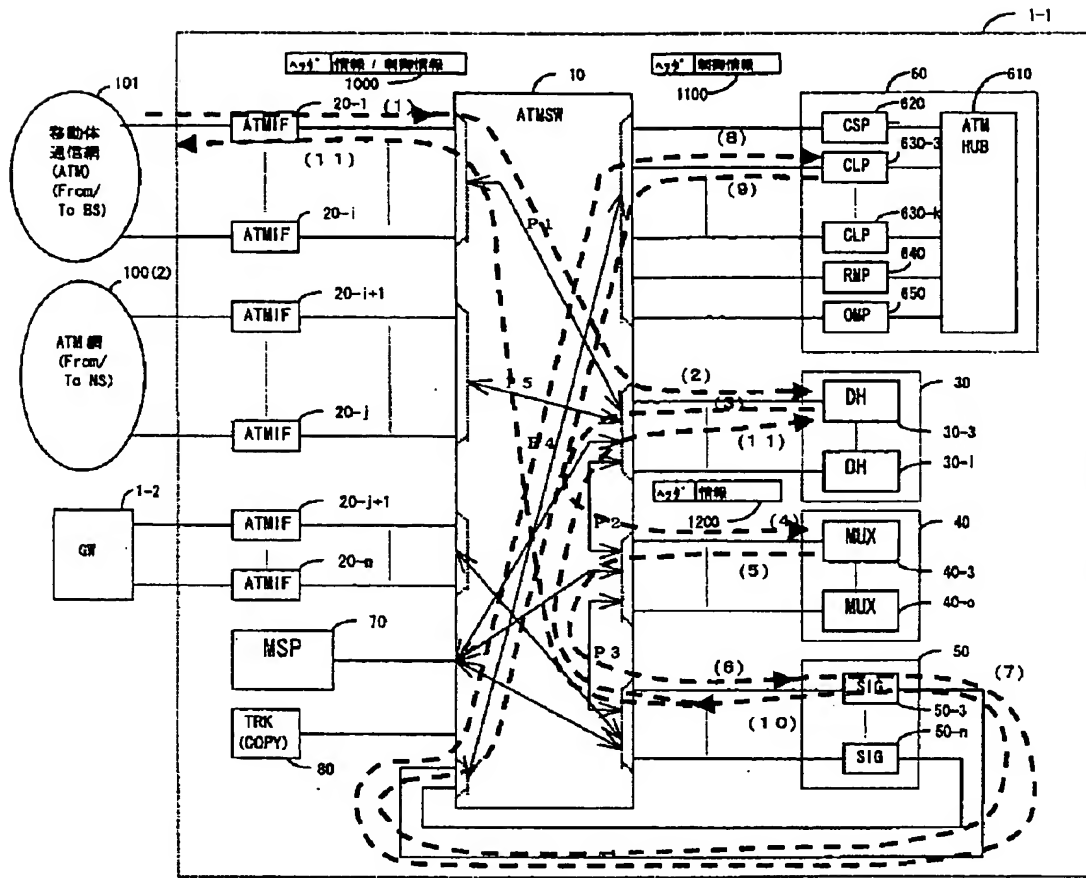 1-1
ヘッダ 情報 / 制御情報
1000
ヘッダ 制御情報
1100
101
移動体
通信網
(ATM)
(From/
To BS)
20-1
(1)
ATMIF
(11)
20-i
ATMIF
10
ATMSW
60
610
620
CSP
ATM
HUB
(8)
630-3
CLP
(9)
630-k
CLP
640
RMP
650
OMP
P1
100(2)
ATM網
(From/
To NS)
20-i+1
ATMIF
20-j
ATMIF
P5
P4
(2)
(3)
(11)
30
DH
30-3
DH
30-l
ヘッダ 情報
1200
P2
(4)
(5)
40
MUX
40-3
MUX
40-o
1-2
GW
20-j+1
ATMIF
20-m
ATMIF
70
MSP
TRK
(COPY)
80
P3
(6)
(10)
50
(7)
SIG
50-3
50-n
SIG